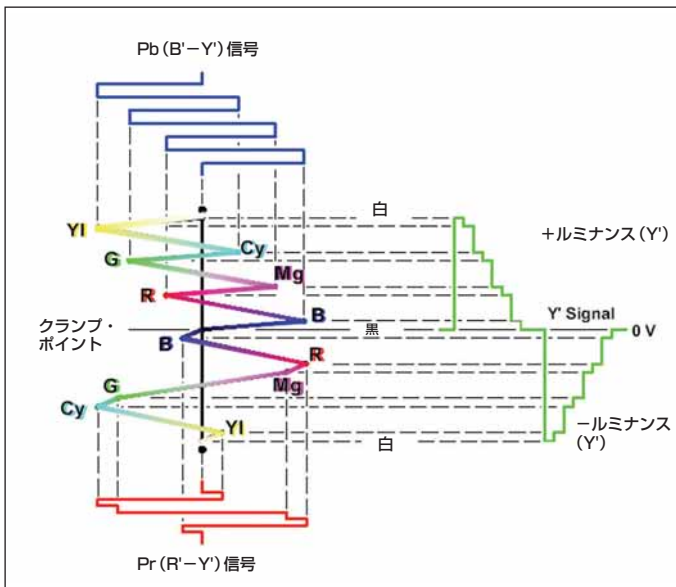 Pb(B'−Y')信号
白
Yl
+ルミナンス(Y')
Cy
G
Mg
R
Y' Signal
B
クランプ・
ポイント
黒
0 V
B
R
Mg
G
Cy
−ルミナンス
(Y')
Yl
白
Pr(R'−Y')信号